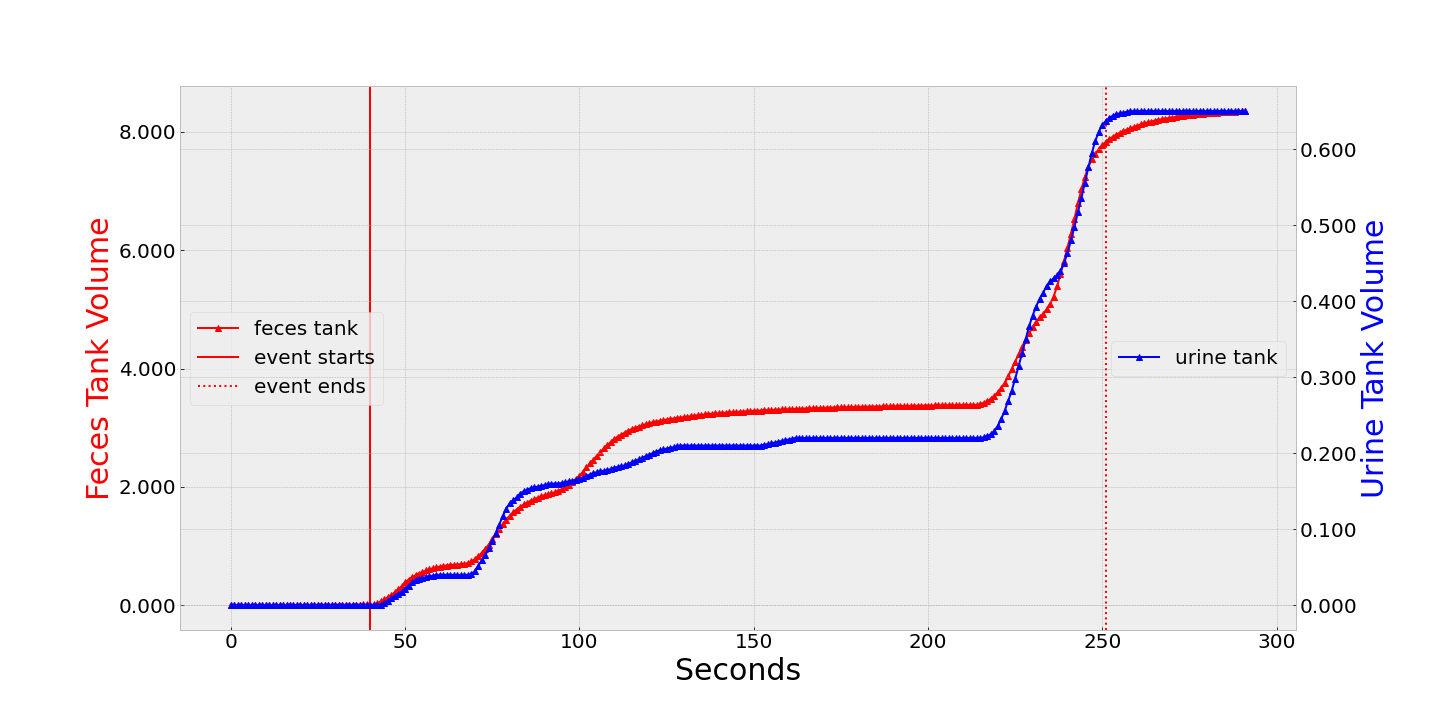 8.000
6.000
4.000
2.000
0.000
Feces Tank Volume
feces tank
event starts
event ends
urine tank
0.600
0.500
0.400
0.300
0.200
0.100
0.000
Urine Tank Volume
0 50 100 150 200 250 300
Seconds